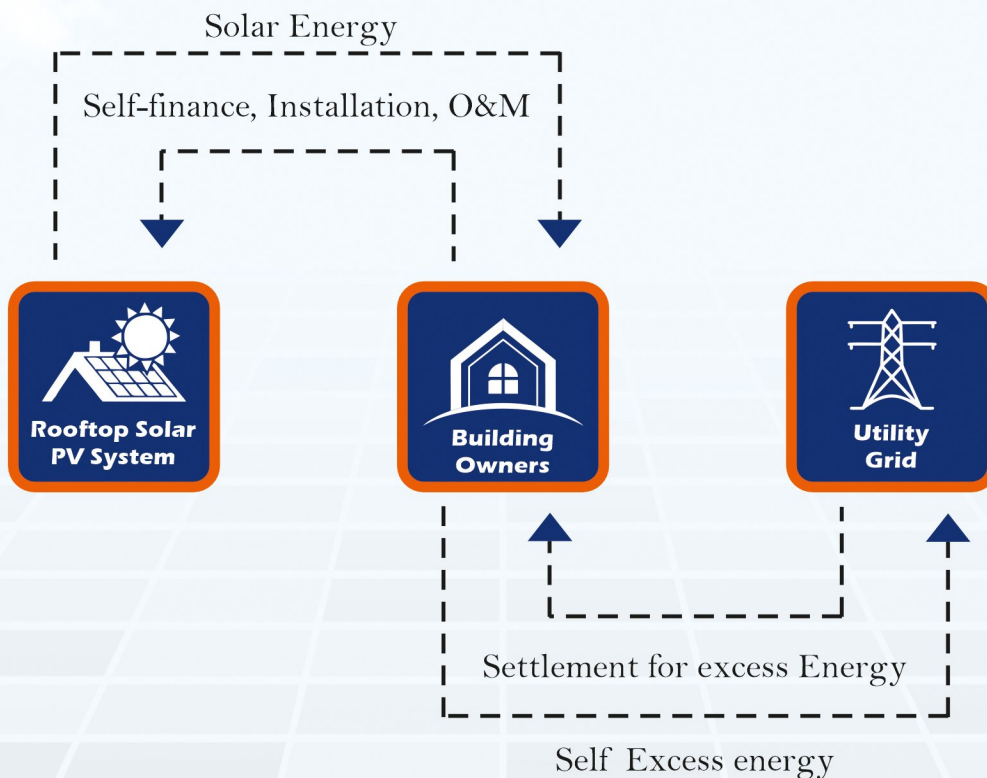 Solar Energy
Self-finance, Installation, O&M
Rooftop Solar
PV System
Building
Owners
Utility
Grid
Settlement for excess Energy
Self Excess energy